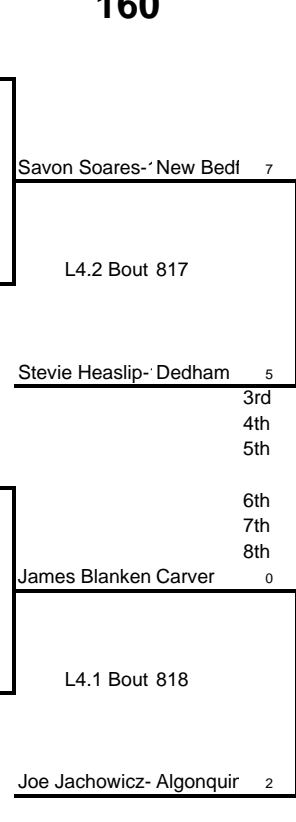 160
Savon Soares- New Bedf 7
L4.2 Bout 817
Stevie Heaslip- Dedham 5
3rd
4th
5th
6th
7th
8th
James Blanken Carver 0
L4.1 Bout 818
Joe Jachowicz- Algonquin 2